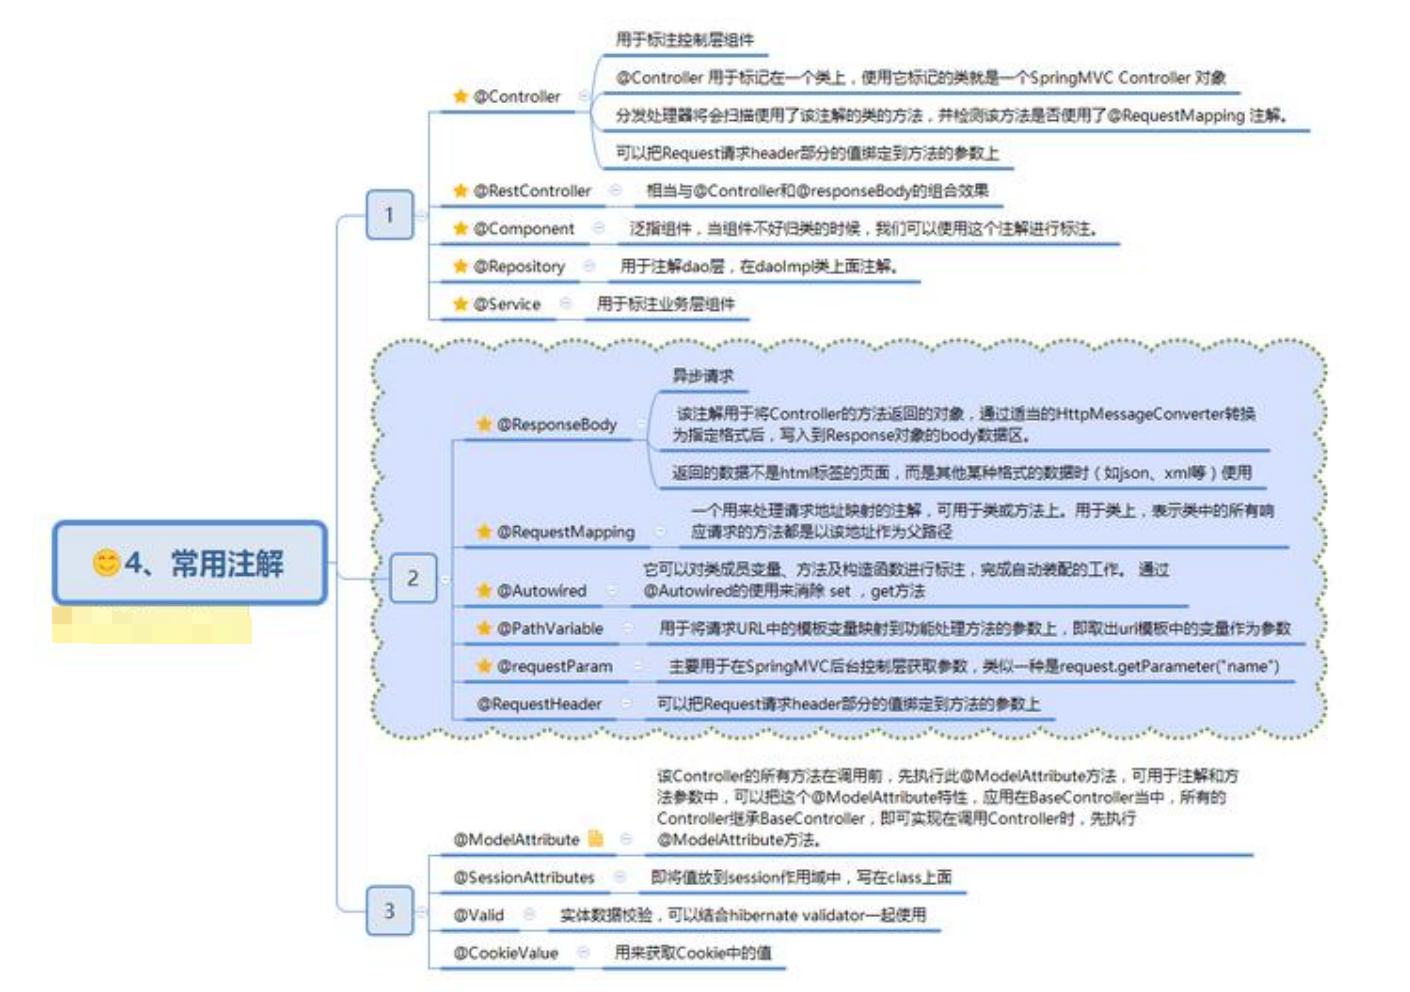 用于标注控制层组件
@Controller 用于标记在一个类上，使用它标记的类就是一个SpringMVC Controller 对象
@Controller
分发处理器将会扫描使用了该注解的类的方法，并检测该方法是否使用了@RequestMapping 注解。
可以把Request请求header部分的值绑定到方法的参数上
1
@RestController
相当与@Controller和@responseBody的组合效果
@Component
泛指组件，当组件不好归类的时候，我们可以使用这个注解进行标注。
@Repository
用于注解dao层，在daoImpl类上面注解。
@Service
用于标注业务层组件
4、常用注解
2
异步请求
@ResponseBody
该注解用于将Controller的方法返回的对象，通过适当的HttpMessageConverter转换
为指定格式后，写入到Response对象的body数据区。
返回的数据不是html标签的页面，而是其他某种格式的数据时（如json、xml等）使用
@RequestMapping
一个用来处理请求地址映射的注解，可用于类或方法上。用于类上，表示类中的所有响
应请求的方法都是以该地址作为父路径
@Autowired
它可以对类成员变量、方法及构造函数进行标注，完成自动装配的工作。 通过
@Autowired的使用来消除 set ，get方法
@PathVariable
用于将请求URL中的模板变量映射到功能处理方法的参数上，即取出uri模板中的变量作为参数
@requestParam
主要用于在SpringMVC后台控制层获取参数，类似一种是request.getParameter("name")
@RequestHeader
可以把Request请求header部分的值绑定到方法的参数上
3
@ModelAttribute
该Controller的所有方法在调用前，先执行此@ModelAttribute方法，可用于注解和方
法参数中，可以把这个@ModelAttribute特性，应用在BaseController当中，所有的
Controller继承BaseController，即可实现在调用Controller时，先执行
@ModelAttribute方法。
@SessionAttributes
即将值放到session作用域中，写在class上面
@Valid
实体数据校验，可以结合hibernate validator一起使用
@CookieValue
用来获取Cookie中的值